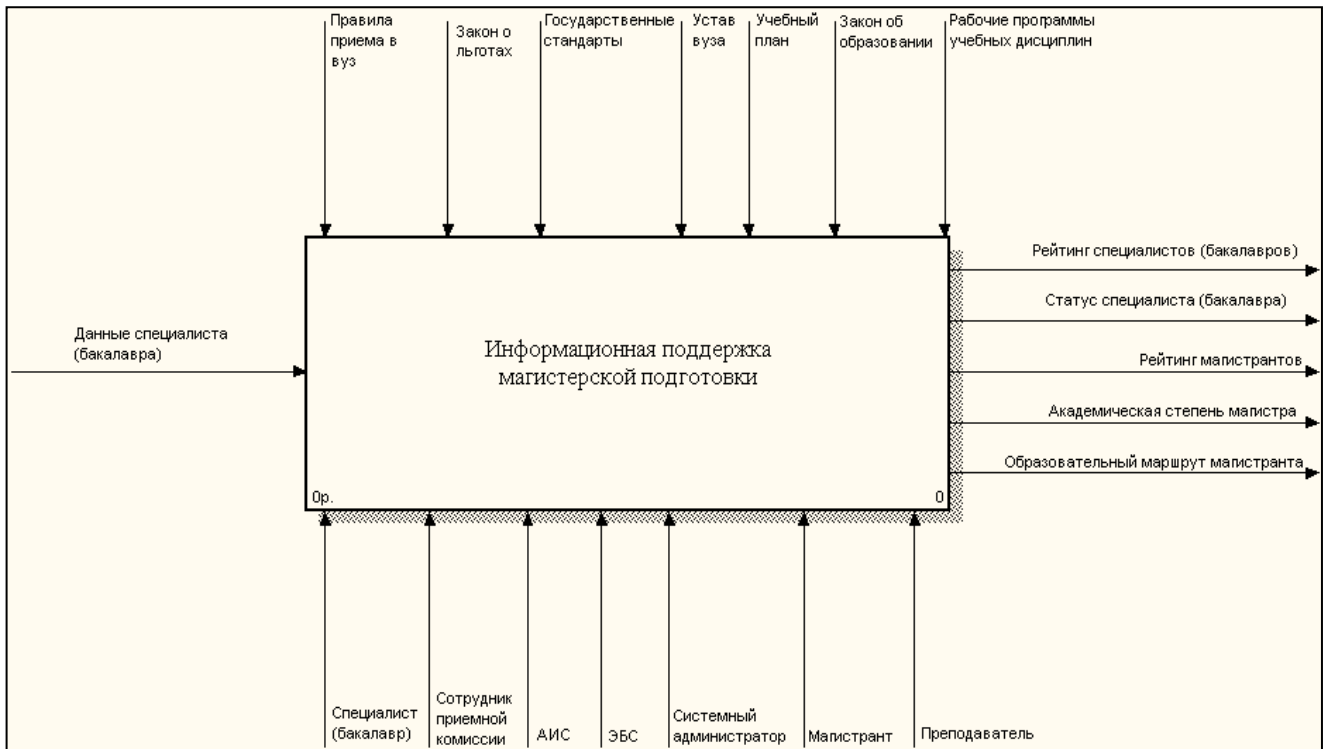 Правила
приема в
вуз
Закон о
льготах
Государственные
стандарты
Устав
вуза
Учебный
план
Закон об
образовании
Рабочие программы
учебных дисциплин
Данные специалиста
(бакалавра)
Информационная поддержка
магистерской подготовки
0р.
0
Рейтинг специалистов (бакалавров)
Статус специалиста (бакалавра)
Рейтинг магистрантов
Академическая степень магистра
Образовательный маршрут магистранта
Специалист
(бакалавр)
Сотрудник
приемной
комиссии
АИС
ЭБС
Системный
администратор
Магистрант
Преподаватель